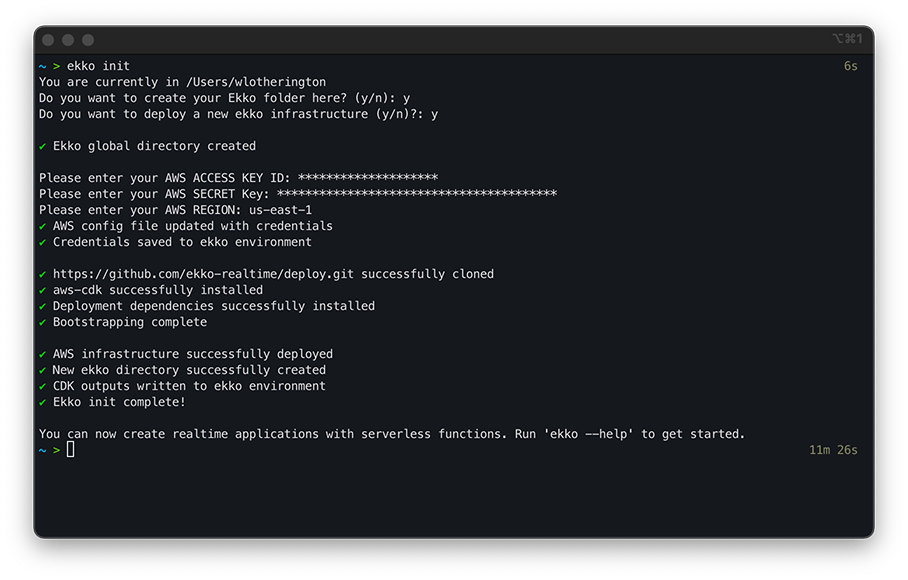 ⌥⌘1
~ > ekko init 6s
You are currently in /Users/wlotherington
Do you want to create your Ekko folder here? (y/n): y
Do you want to deploy a new ekko infrastructure (y/n)?: y
✔ Ekko global directory created
Please enter your AWS ACCESS KEY ID: ********************
Please enter your AWS SECRET Key: ****************************************
Please enter your AWS REGION: us-east-1
✔ AWS config file updated with credentials
✔ Credentials saved to ekko environment
✔ https://github.com/ekko-realtime/deploy.git successfully cloned
✔ aws-cdk successfully installed
✔ Deployment dependencies successfully installed
✔ Bootstrapping complete
✔ AWS infrastructure successfully deployed
✔ New ekko directory successfully created
✔ CDK outputs written to ekko environment
✔ Ekko init complete!
You can now create realtime applications with serverless functions. Run 'ekko --help' to get started.
~ > 11m 26s